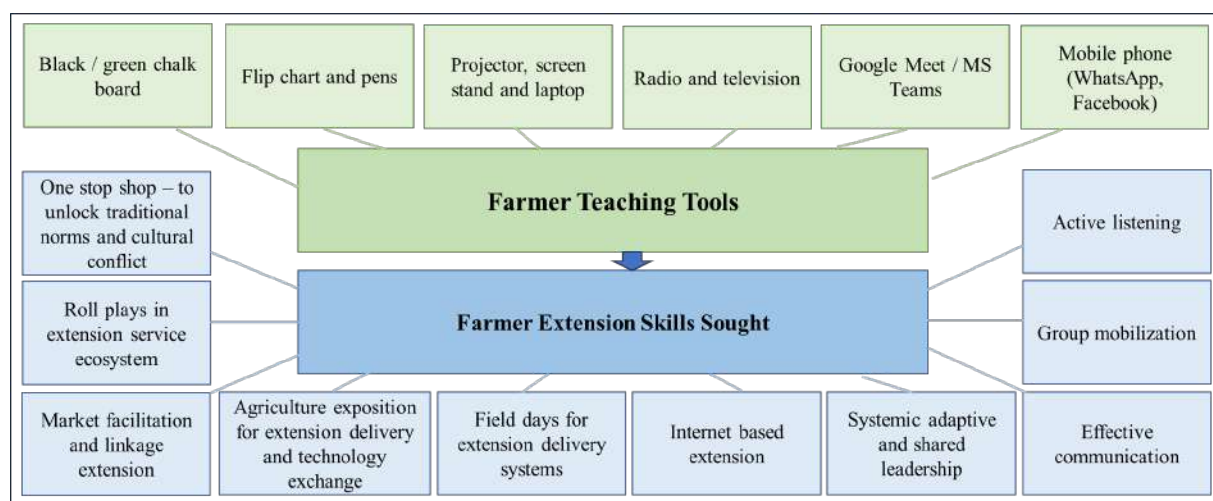 Black / green chalk
board
Flip chart and pens
Projector, screen
stand and laptop
Radio and television
Google Meet / MS
Teams
Mobile phone
(WhatsApp,
Facebook)
Farmer Teaching Tools
One stop shop – to
unlock traditional
norms and cultural
conflict
Active listening
Roll plays in
extension service
ecosystem
Farmer Extension Skills Sought
Group mobilization
Market facilitation
and linkage
extension
Agriculture exposition
for extension delivery
and technology
exchange
Field days for
extension delivery
systems
Internet based
extension
Systemic adaptive
and shared
leadership
Effective
communication